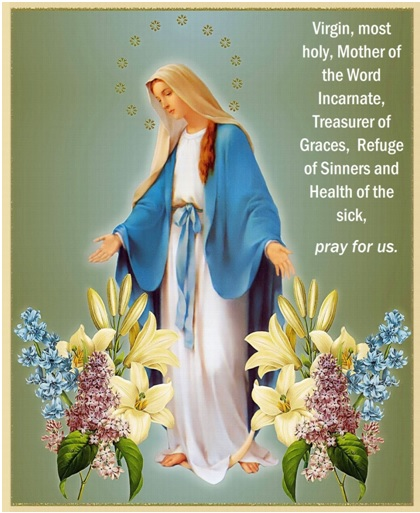 Virgin, most
holy, Mother of
the Word
Incarnate,
Treasurer of
Graces,  Refuge
of Sinners and
Health of the
sick,
pray for us.